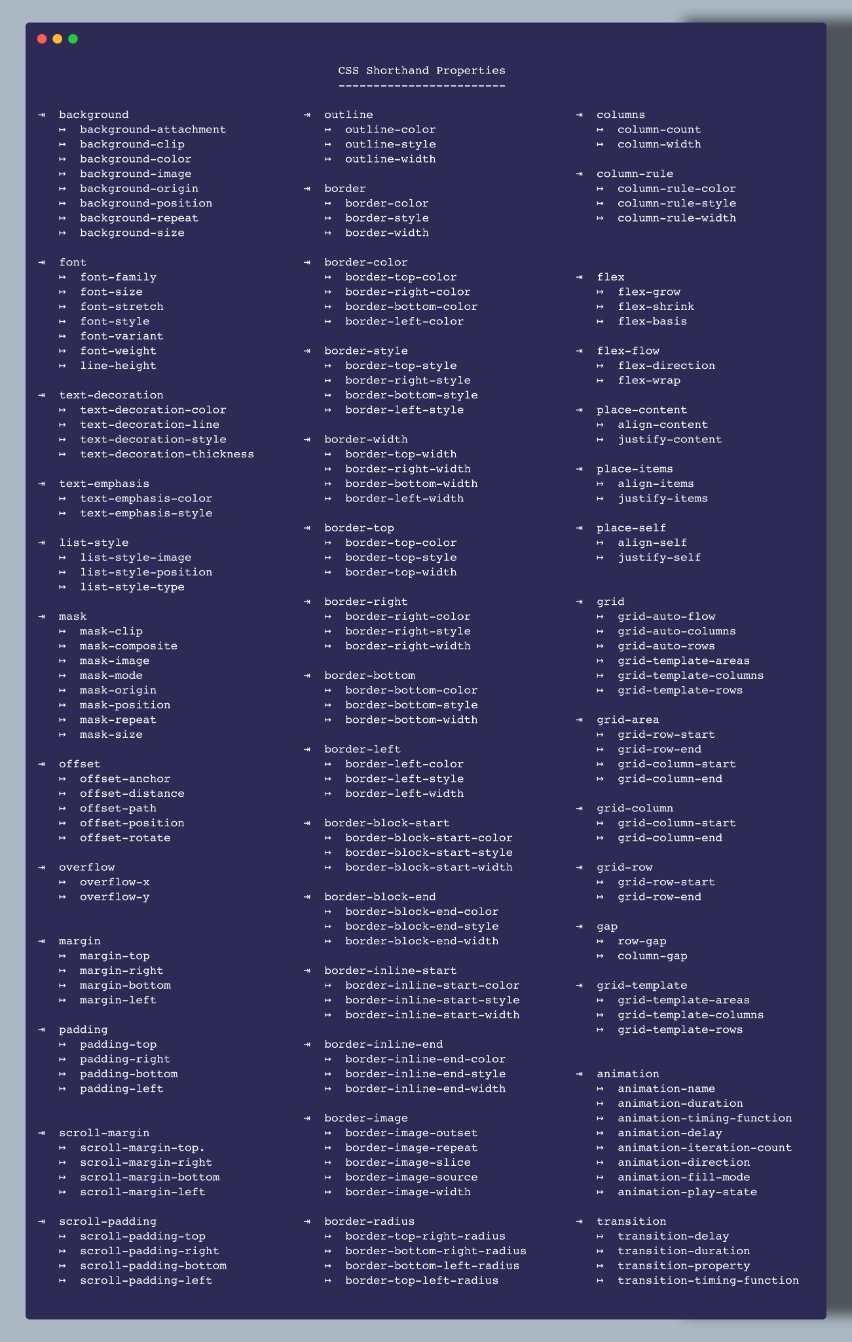 CSS Shorthand Properties
------------------------
⇥ background
↦ background-attachment
↦ background-clip
↦ background-color
↦ background-image
↦ background-origin
↦ background-position
↦ background-repeat
↦ background-size
⇥ font
↦ font-family
↦ font-size
↦ font-stretch
↦ font-style
↦ font-variant
↦ font-weight
↦ line-height
⇥ text-decoration
↦ text-decoration-color
↦ text-decoration-line
↦ text-decoration-style
↦ text-decoration-thickness
⇥ text-emphasis
↦ text-emphasis-color
↦ text-emphasis-style
⇥ list-style
↦ list-style-image
↦ list-style-position
↦ list-style-type
⇥ mask
↦ mask-clip
↦ mask-composite
↦ mask-image
↦ mask-mode
↦ mask-origin
↦ mask-position
↦ mask-repeat
↦ mask-size
⇥ offset
↦ offset-anchor
↦ offset-distance
↦ offset-path
↦ offset-position
↦ offset-rotate
⇥ overflow
↦ overflow-x
↦ overflow-y
⇥ margin
↦ margin-top
↦ margin-right
↦ margin-bottom
↦ margin-left
⇥ padding
↦ padding-top
↦ padding-right
↦ padding-bottom
↦ padding-left
⇥ scroll-margin
↦ scroll-margin-top.
↦ scroll-margin-right
↦ scroll-margin-bottom
↦ scroll-margin-left
⇥ scroll-padding
↦ scroll-padding-top
↦ scroll-padding-right
↦ scroll-padding-bottom
↦ scroll-padding-left
⇥ outline
↦ outline-color
↦ outline-style
↦ outline-width
⇥ border
↦ border-color
↦ border-style
↦ border-width
⇥ border-color
↦ border-top-color
↦ border-right-color
↦ border-bottom-color
↦ border-left-color
⇥ border-style
↦ border-top-style
↦ border-right-style
↦ border-bottom-style
↦ border-left-style
⇥ border-width
↦ border-top-width
↦ border-right-width
↦ border-bottom-width
↦ border-left-width
⇥ border-top
↦ border-top-color
↦ border-top-style
↦ border-top-width
⇥ border-right
↦ border-right-color
↦ border-right-style
↦ border-right-width
⇥ border-bottom
↦ border-bottom-color
↦ border-bottom-style
↦ border-bottom-width
⇥ border-left
↦ border-left-color
↦ border-left-style
↦ border-left-width
⇥ border-block-start
↦ border-block-start-color
↦ border-block-start-style
↦ border-block-start-width
⇥ border-block-end
↦ border-block-end-color
↦ border-block-end-style
↦ border-block-end-width
⇥ border-inline-start
↦ border-inline-start-color
↦ border-inline-start-style
↦ border-inline-start-width
⇥ border-inline-end
↦ border-inline-end-color
↦ border-inline-end-style
↦ border-inline-end-width
⇥ border-image
↦ border-image-outset
↦ border-image-repeat
↦ border-image-slice
↦ border-image-source
↦ border-image-width
⇥ border-radius
↦ border-top-right-radius
↦ border-bottom-right-radius
↦ border-bottom-left-radius
↦ border-top-left-radius
⇥ columns
↦ column-count
↦ column-width
⇥ column-rule
↦ column-rule-color
↦ column-rule-style
↦ column-rule-width
⇥ flex
↦ flex-grow
↦ flex-shrink
↦ flex-basis
⇥ flex-flow
↦ flex-direction
↦ flex-wrap
⇥ place-content
↦ align-content
↦ justify-content
⇥ place-items
↦ align-items
↦ justify-items
⇥ place-self
↦ align-self
↦ justify-self
⇥ grid
↦ grid-auto-flow
↦ grid-auto-columns
↦ grid-auto-rows
↦ grid-template-areas
↦ grid-template-columns
↦ grid-template-rows
⇥ grid-area
↦ grid-row-start
↦ grid-row-end
↦ grid-column-start
↦ grid-column-end
⇥ grid-column
↦ grid-column-start
↦ grid-column-end
⇥ grid-row
↦ grid-row-start
↦ grid-row-end
⇥ gap
↦ row-gap
↦ column-gap
⇥ grid-template
↦ grid-template-areas
↦ grid-template-columns
↦ grid-template-rows
⇥ animation
↦ animation-name
↦ animation-duration
↦ animation-timing-function
↦ animation-delay
↦ animation-iteration-count
↦ animation-direction
↦ animation-fill-mode
↦ animation-play-state
⇥ transition
↦ transition-delay
↦ transition-duration
↦ transition-property
↦ transition-timing-function